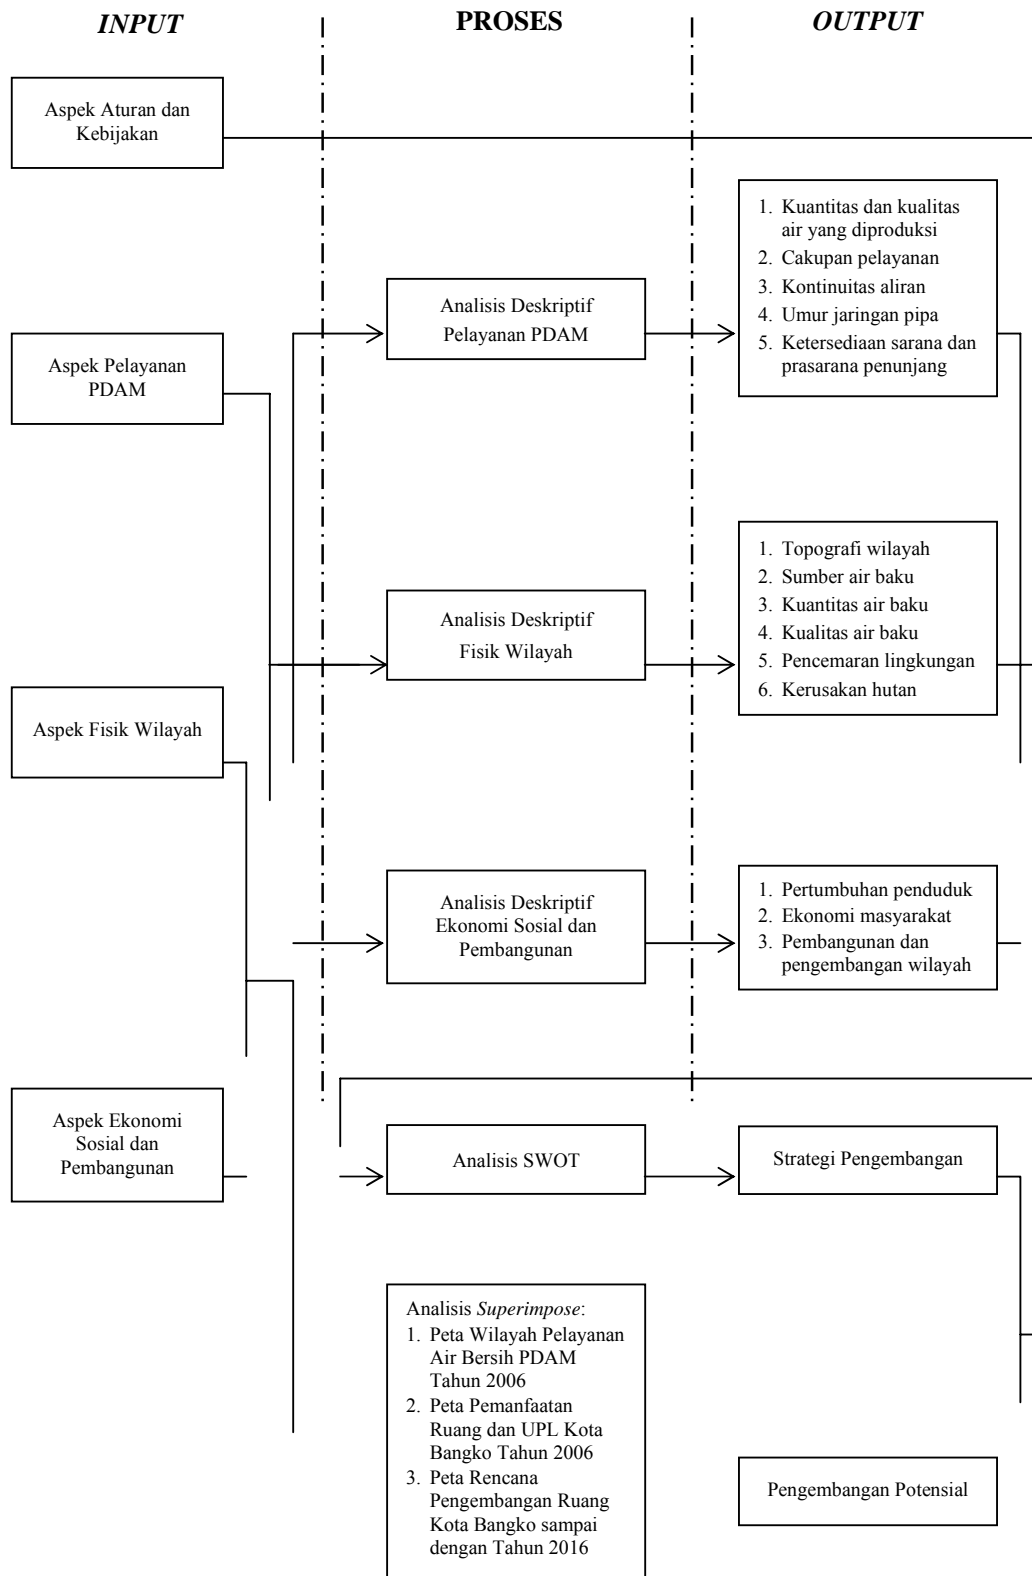 INPUT
PROSES
OUTPUT
Aspek Aturan dan
Kebijakan
1. Kuantitas dan kualitas
air yang diproduksi
2. Cakupan pelayanan
3. Kontinuitas aliran
4. Umur jaringan pipa
5. Ketersediaan sarana dan
prasarana penunjang
Analisis Deskriptif
Pelayanan PDAM
Aspek Pelayanan
PDAM
1. Topografi wilayah
2. Sumber air baku
3. Kuantitas air baku
4. Kualitas air baku
5. Pencemaran lingkungan
6. Kerusakan hutan
Analisis Deskriptif
Fisik Wilayah
Aspek Fisik Wilayah
Analisis Deskriptif
Ekonomi Sosial dan
Pembangunan
1. Pertumbuhan penduduk
2. Ekonomi masyarakat
3. Pembangunan dan
pengembangan wilayah
Aspek Ekonomi
Sosial dan
Pembangunan
Analisis SWOT
Strategi Pengembangan
Analisis Superimpose:
1. Peta Wilayah Pelayanan
Air Bersih PDAM
Tahun 2006
2. Peta Pemanfaatan
Ruang dan UPL Kota
Bangko Tahun 2006
3. Peta Rencana
Pengembangan Ruang
Kota Bangko sampai
dengan Tahun 2016
Pengembangan Potensial